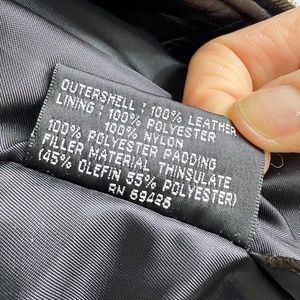 OUTERSHELL : 100% LEATHER
LINING : 100% POLYESTER
100% NYLON
100% POLYESTER PADDING
FILLER MATERIAL THINSULATE
(45% OLEFIN 55% POLYESTER)
RN 59426